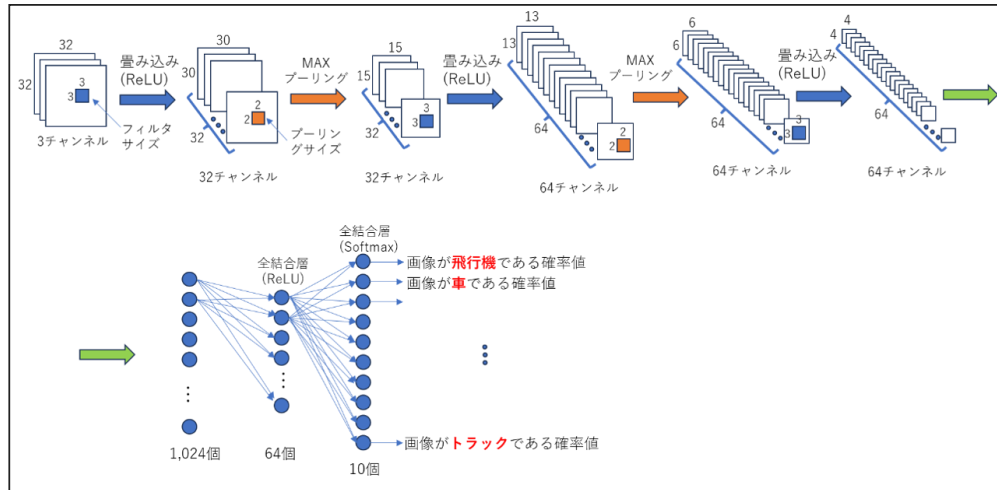 32
32
3
3
フィルタ
サイズ
3チャンネル
畳み込み
(ReLU)
30
30
2
2
プーリン
グサイズ
32
32チャンネル
MAX
プーリング
15
15
3
3
32
32チャンネル
畳み込み
(ReLU)
13
13
2
2
64
64チャンネル
MAX
プーリング
6
6
3
3
64
64チャンネル
畳み込み
(ReLU)
4
4
64
64チャンネル
1,024個
全結合層
(ReLU)
64個
全結合層
(Softmax)
10個
画像が飛行機である確率値
画像が車である確率値
画像がトラックである確率値